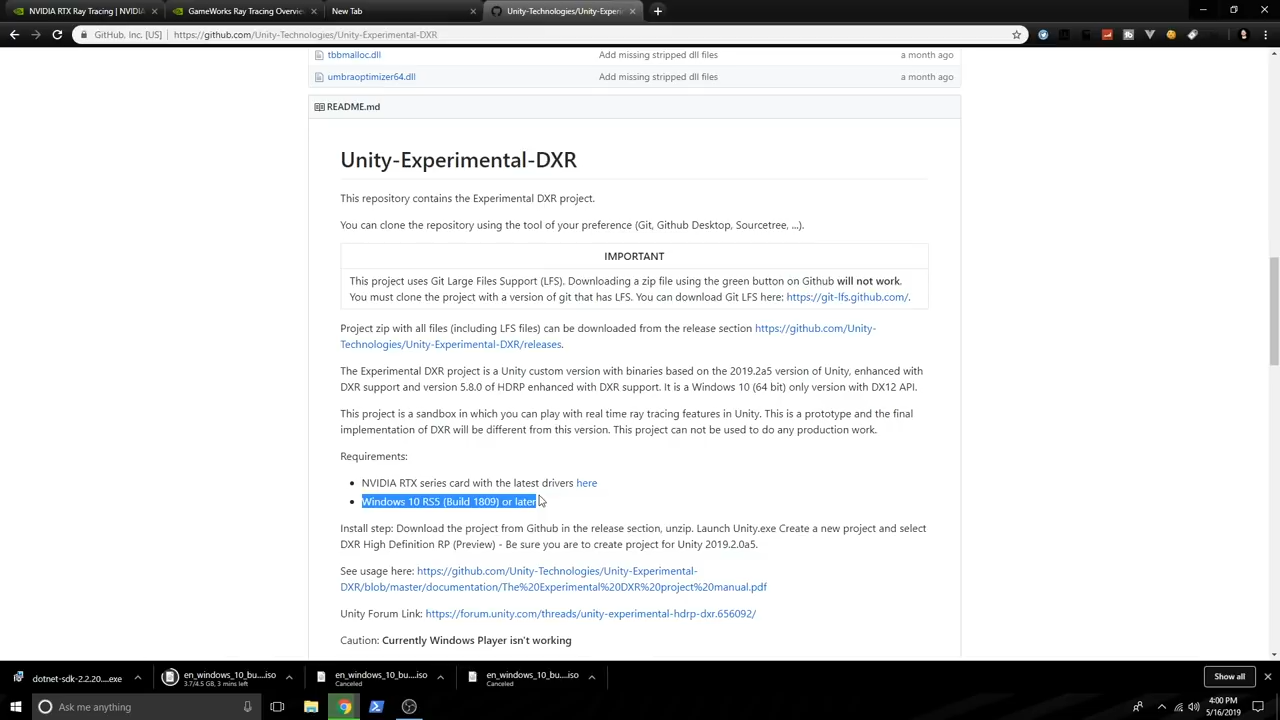 NVIDIA RTX Ray Tracing | NVIDI
GameWorks Ray Tracing Overvie
New Tab
Unity-Technologies/Unity-Experim
GitHub, Inc. [US] | https://github.com/Unity-Technologies/Unity-Experimental-DXR
tbbmalloc.dll Add missing stripped dll files a month ago
umbraoptimizer64.dll Add missing stripped dll files a month ago
README.md
Unity-Experimental-DXR
This repository contains the Experimental DXR project.
You can clone the repository using the tool of your preference (Git, Github Desktop, Sourcetree, ...).
IMPORTANT
This project uses Git Large Files Support (LFS). Downloading a zip file using the green button on Github will not work.
You must clone the project with a version of git that has LFS. You can download Git LFS here: https://git-lfs.github.com/.
Project zip with all files (including LFS files) can be downloaded from the release section https://github.com/Unity-
Technologies/Unity-Experimental-DXR/releases.
The Experimental DXR project is a Unity custom version with binaries based on the 2019.2a5 version of Unity, enhanced with
DXR support and version 5.8.0 of HDRP enhanced with DXR support. It is a Windows 10 (64 bit) only version with DX12 API.
This project is a sandbox in which you can play with real time ray tracing features in Unity. This is a prototype and the final
implementation of DXR will be different from this version. This project can not be used to do any production work.
Requirements:
• NVIDIA RTX series card with the latest drivers here
• Windows 10 RS5 (Build 1809) or later
Install step: Download the project from Github in the release section, unzip. Launch Unity.exe Create a new project and select
DXR High Definition RP (Preview) - Be sure you are to create project for Unity 2019.2.0a5.
See usage here: https://github.com/Unity-Technologies/Unity-Experimental-
DXR/blob/master/documentation/The%20Experimental%20DXR%20project%20manual.pdf
Unity Forum Link: https://forum.unity.com/threads/unity-experimental-hdrp-dxr.656092/
Caution: Currently Windows Player isn't working
dotnet-sdk-2.2.20....exe
en_windows_10_bu....iso
3.7/4.5 GB, 3 mins left
en_windows_10_bu....iso
Canceled
en_windows_10_bu....iso
Canceled
Show all
Ask me anything
4:00 PM
5/16/2019